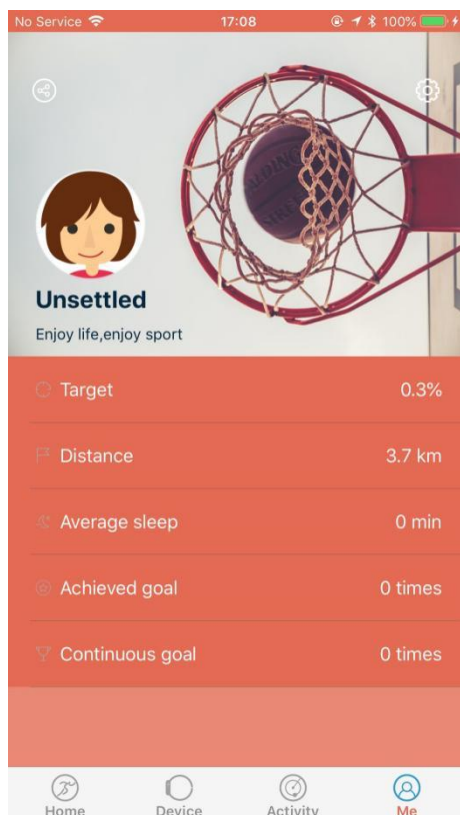 No Service 17:08 100%
SPALDING
Unsettled
Enjoy life,enjoy sport
Target 0.3%
Distance 3.7 km
Average sleep 0 min
Achieved goal 0 times
Continuous goal 0 times
Home Device Activity Me